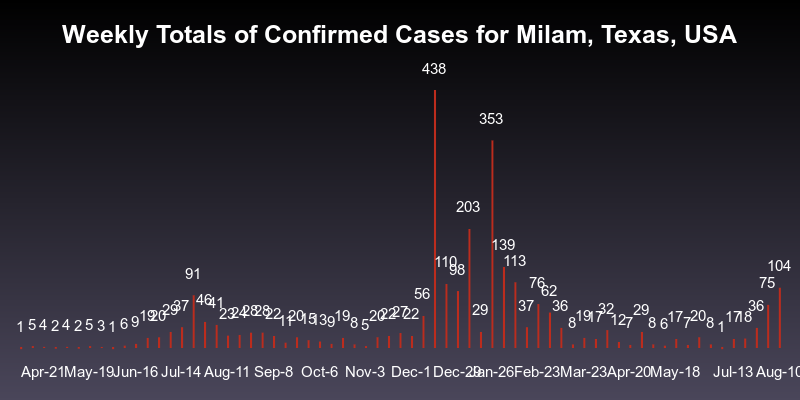 Weekly Totals of Confirmed Cases for Milam, Texas, USA
1 5 4 2 4 2 5 3 1 6 9 19 20 29 37 91 46 41 23 24 28 28 22 11 20 15 13 9 19 8 5 20 22 27 22 56 438 110 98 203 29 353 139 113 37 76 62 36 8 19 17 32 12 7 29 8 6 17 7 20 8 1 17 18 36 75 104
Apr-21 May-19 Jun-16 Jul-14 Aug-11 Sep-8 Oct-6 Nov-3 Dec-1 Dec-29 Jan-26 Feb-23 Mar-23 Apr-20 May-18 Jul-13 Aug-10